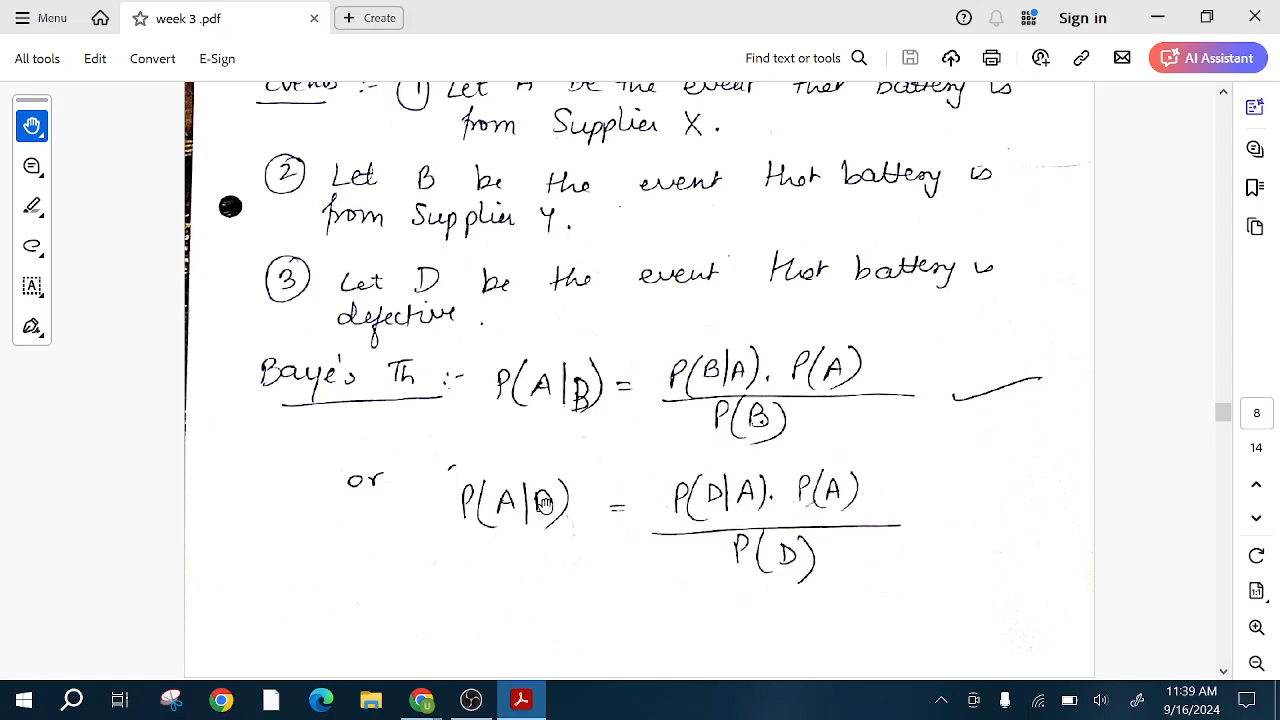 Menu
week 3 .pdf
Create
Sign in
All tools
Edit
Convert
E-Sign
Find text or tools
AI Assistant
Events :- ① Let A be the event that battery is
from Supplier X.
② Let B be the event that battery is
from Supplier Y.
③ Let D be the event that battery is
defective.
Baye's Th :- P(A|B) = P(B|A). P(A)
P(B)
or P(A|D) = P(D|A). P(A)
P(D)
8
14
1:1
11:39 AM
9/16/2024